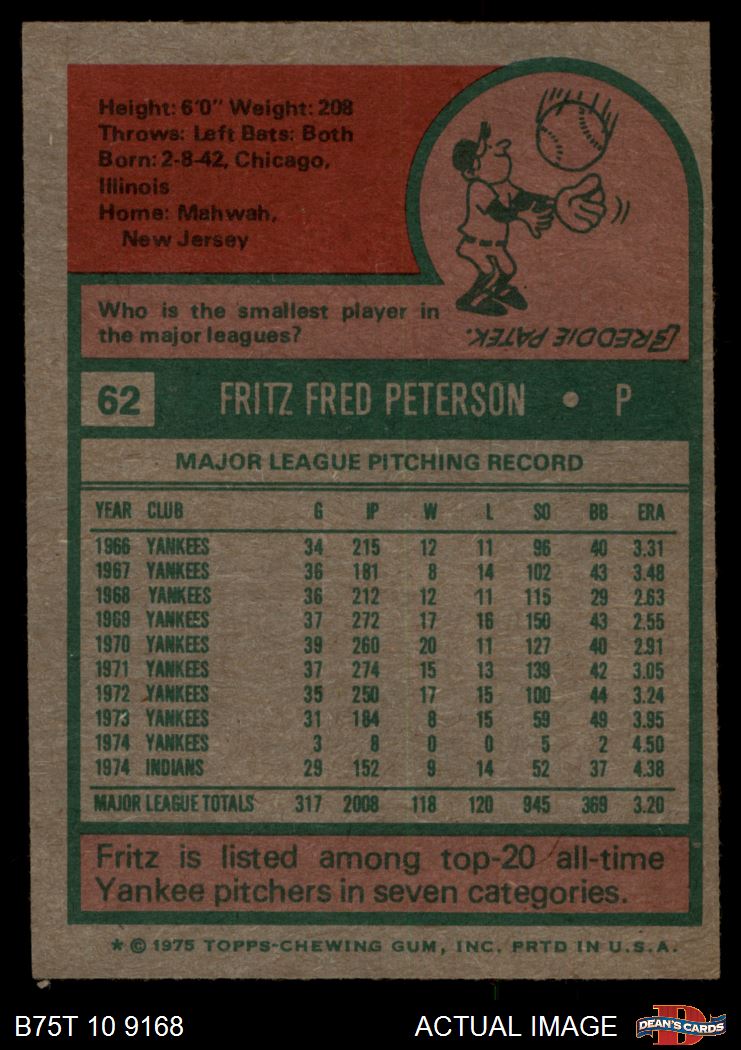 Height: 6'0" Weight: 208
Throws: Left Bats: Both
Born: 2-8-42, Chicago,
Illinois
Home: Mahwah,
New Jersey
Who is the smallest player in
the major leagues?
FREDDIE PATEK.
62 FRITZ FRED PETERSON • P
MAJOR LEAGUE PITCHING RECORD
YEAR CLUB G IP W L SO BB ERA
1966 YANKEES 34 215 12 11 96 40 3.31
1967 YANKEES 36 181 8 14 102 43 3.48
1968 YANKEES 36 212 12 11 115 29 2.63
1969 YANKEES 37 272 17 16 150 43 2.55
1970 YANKEES 39 260 20 11 127 40 2.91
1971 YANKEES 37 274 15 13 139 42 3.05
1972 YANKEES 35 250 17 15 100 44 3.24
1973 YANKEES 31 184 8 15 59 49 3.95
1974 YANKEES 3 8 0 0 5 2 4.50
1974 INDIANS 29 152 9 14 52 37 4.38
MAJOR LEAGUE TOTALS 317 2008 118 120 945 369 3.20
Fritz is listed among top-20 all-time
Yankee pitchers in seven categories.
* © 1975 TOPPS-CHEWING GUM, INC. PRTD IN U.S.A.
B75T 10 9168 ACTUAL IMAGE D DEAN'S CARDS